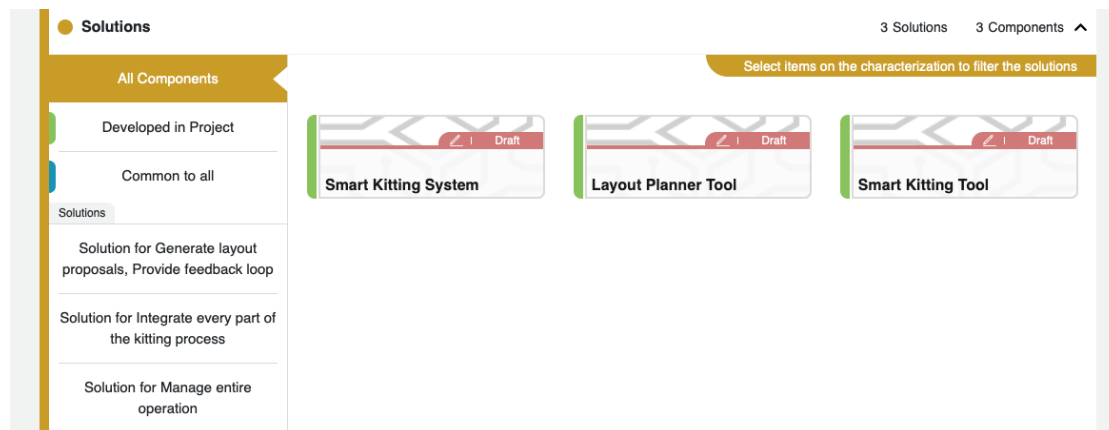 Solutions
3 Solutions
3 Components
All Components
Select items on the characterization to filter the solutions
Developed in Project
Common to all
Solutions
Solution for Generate layout
proposals, Provide feedback loop
Solution for Integrate every part of
the kitting process
Solution for Manage entire
operation
Draft
Smart Kitting System
Draft
Layout Planner Tool
Draft
Smart Kitting Tool